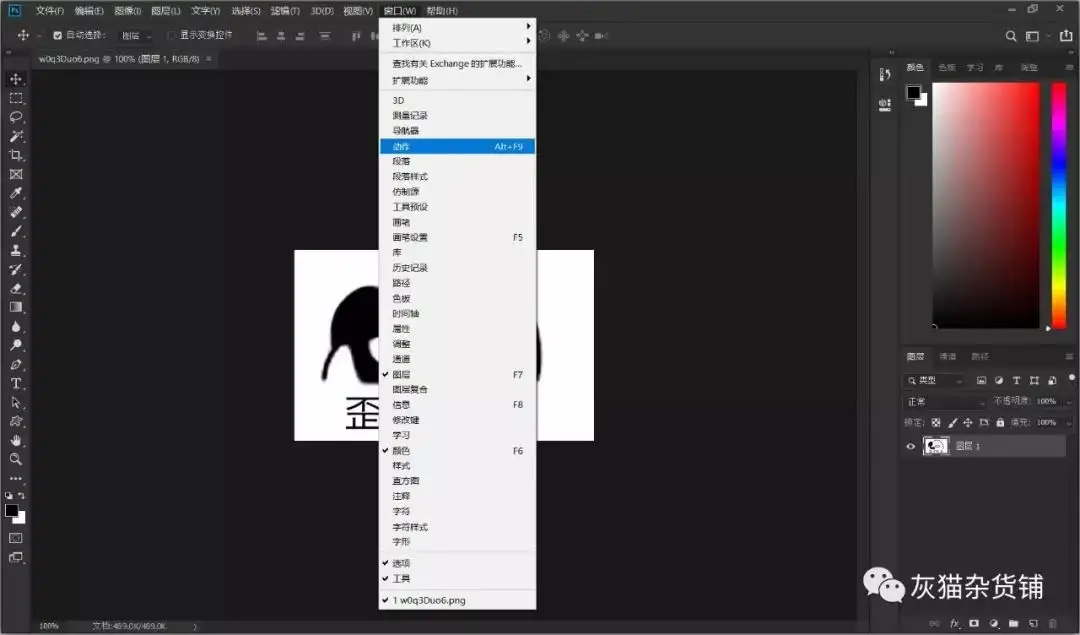 文件(F) 编辑(E) 图像(I) 图层(L) 文字(Y) 选择(S) 滤镜(T) 3D(D) 视图(V) 窗口(W) 帮助(H)
自动选择: 图层 显示变换控件
w0q3Duo6.png @ 100% (图层 1, RGB/8) ×
排列(A)
工作区(K)
查找有关 Exchange 的扩展功能...
扩展功能
3D
测量记录
导航器
动作 Alt+F9
段落
段落样式
仿制源
工具预设
画笔
画笔设置 F5
库
历史记录
路径
色板
时间轴
属性
调整
通道
图层 F7
图层复合
信息 F8
修改键
学习
颜色 F6
样式
直方图
注释
字符
字符样式
字形
选项
工具
1 w0q3Duo6.png
歪
颜色 色板 学习 库 调整
图层 通道 路径
类型
正常 不透明度: 100%
锁定: 填充: 100%
图层 1
灰猫杂货铺
100% 文档:489.0K/489.0K